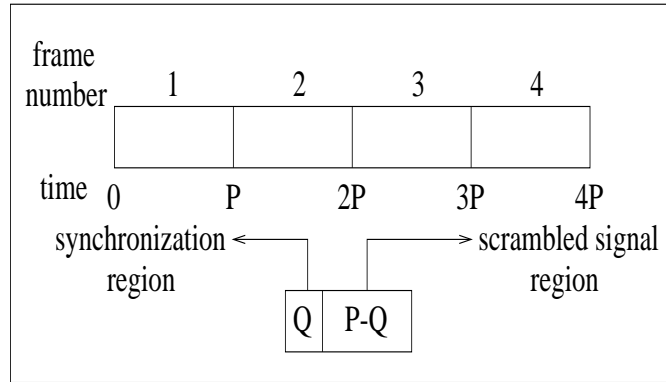 frame
number
1 2 3 4
time
0 P 2P 3P 4P
synchronization
region
scrambled signal
region
Q P-Q